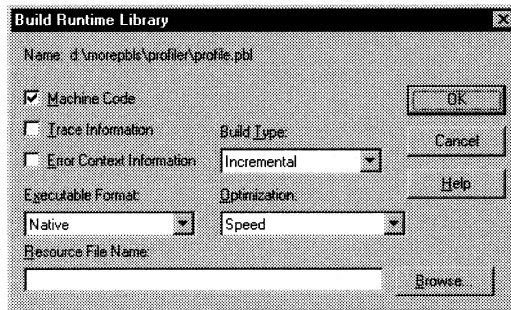 Build Runtime Library
Name: d:\morepbls\profiler\profile.pbl
Machine Code
OK
Trace Information
Build Type:
Cancel
Error Context Information
Incremental
Help
Executable Format:
Optimization:
Native
Speed
Resource File Name:
Browse...